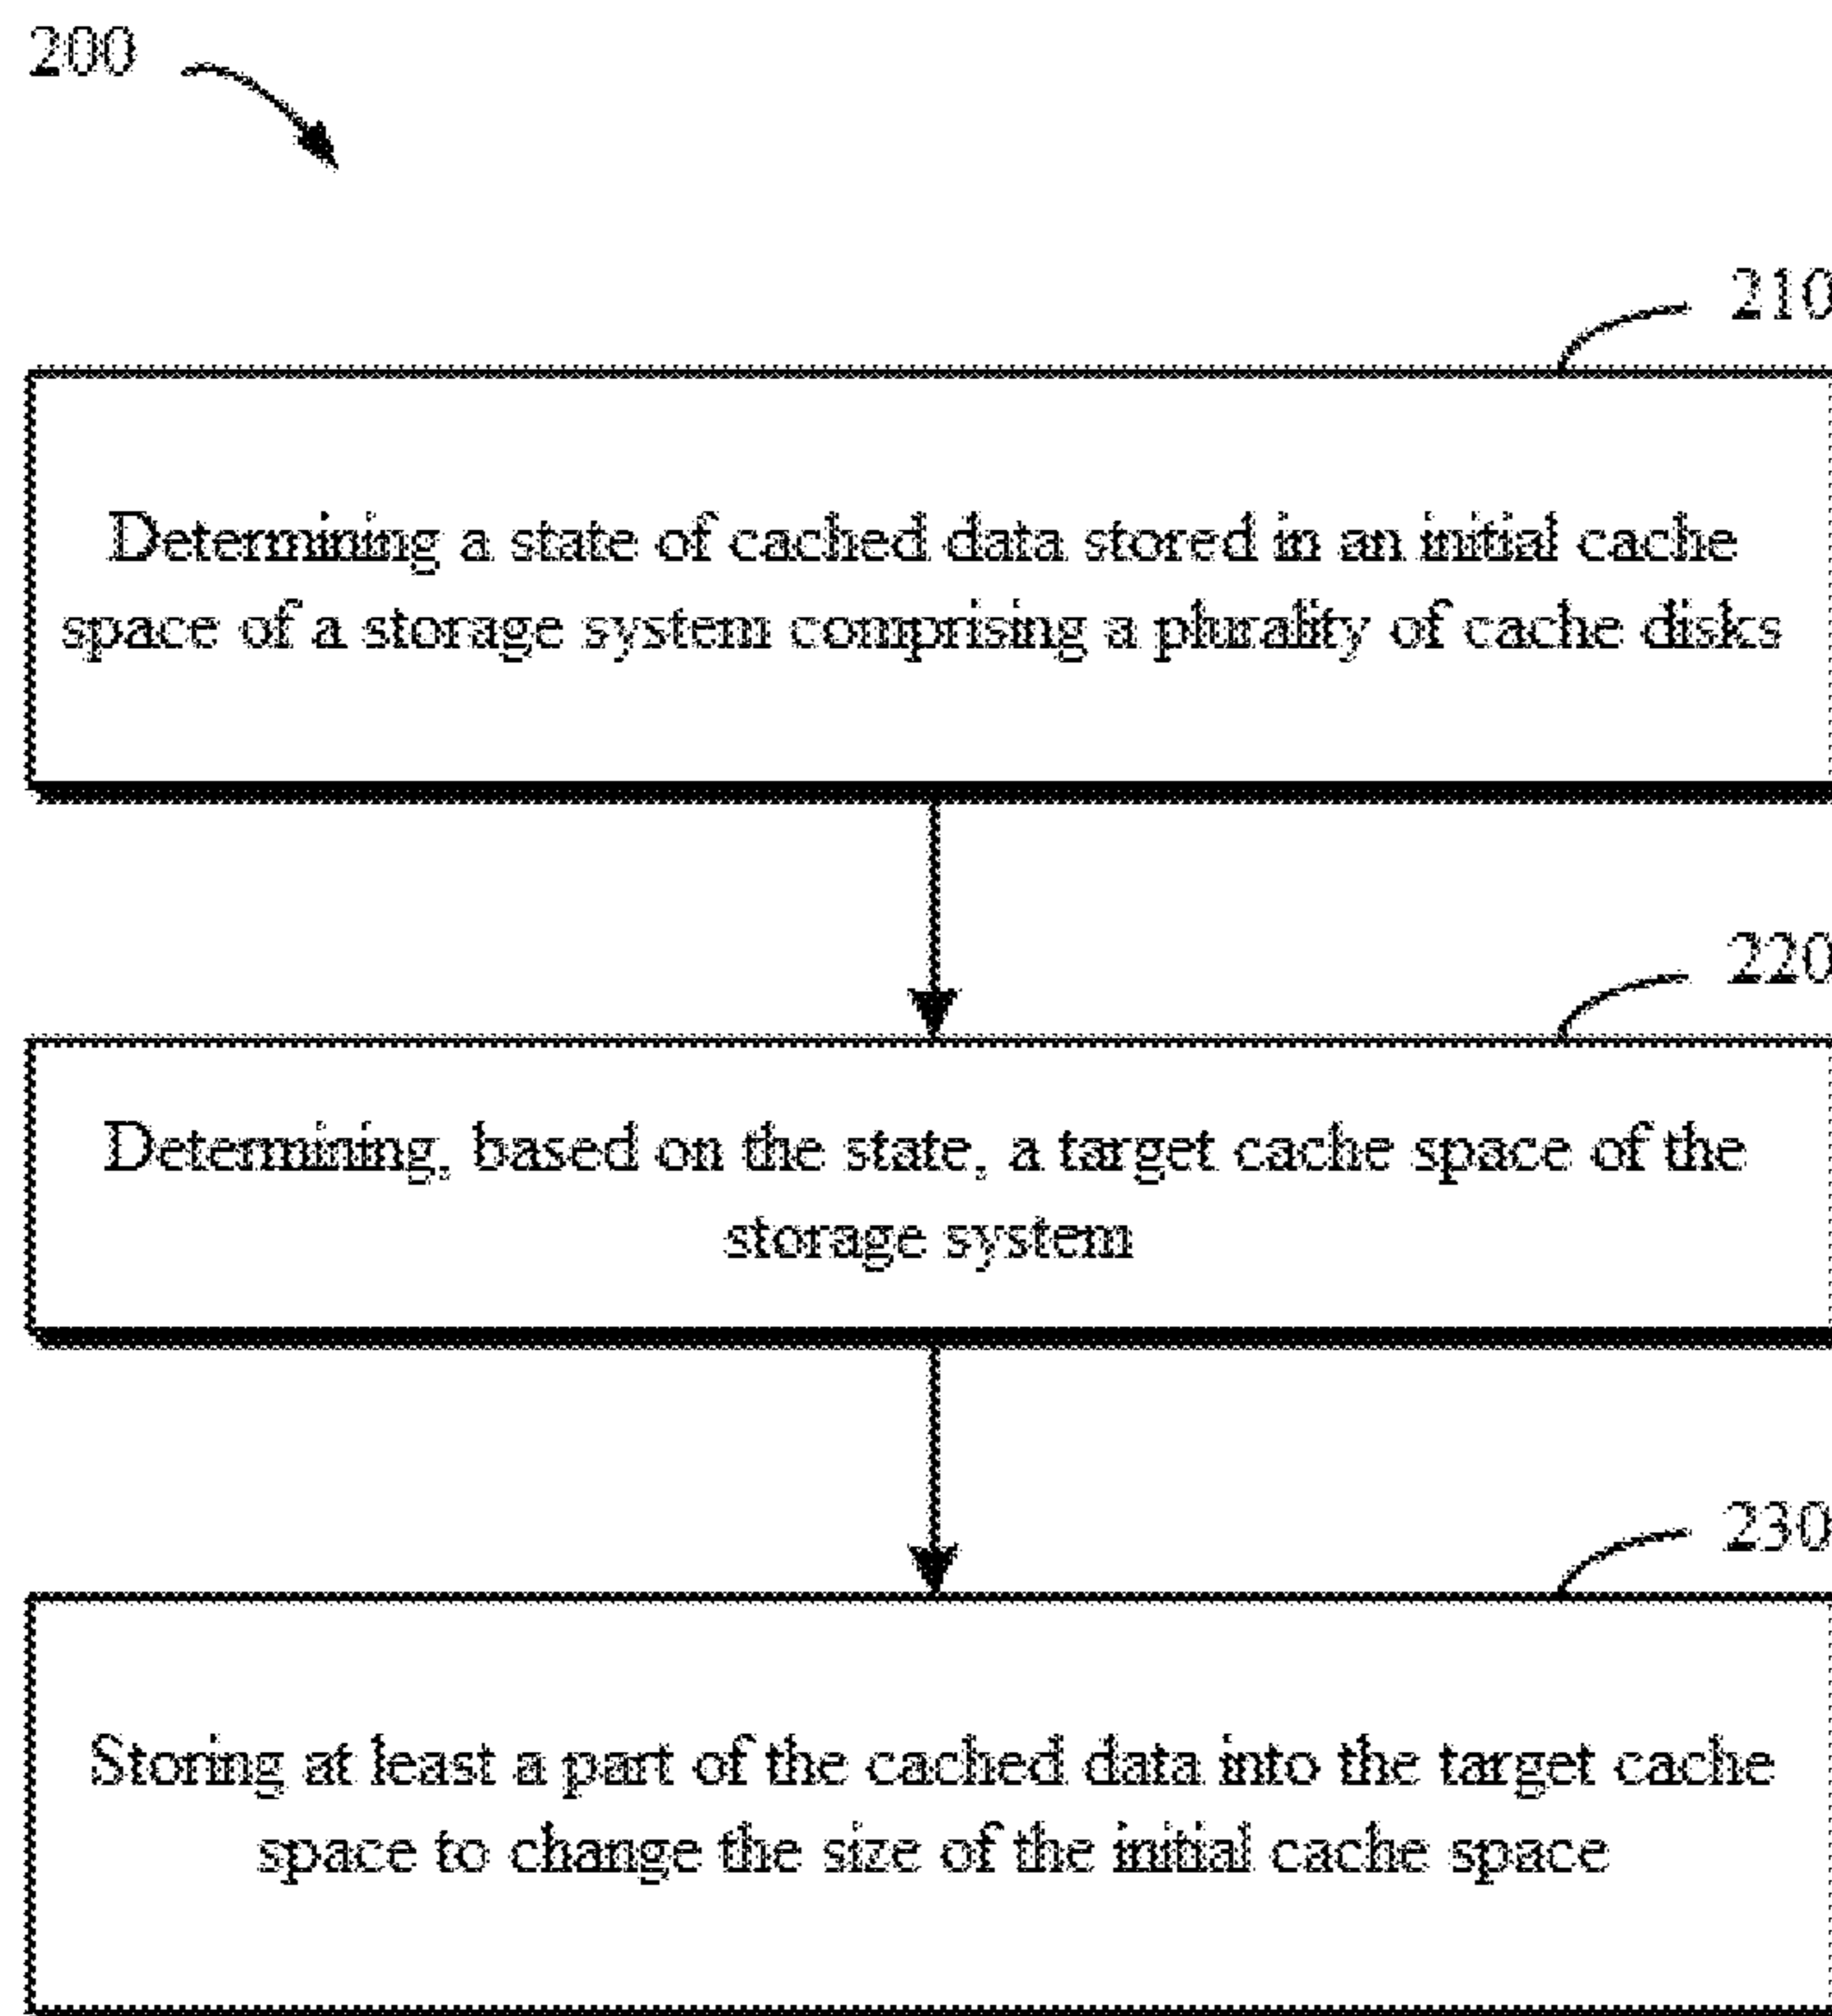 200
210
Determining a state of cached data stored in an initial cache
space of a storage system comprising a plurality of cache disks
220
Determining, based on the state, a target cache space of the
storage system
230
Storing at least a part of the cached data into the target cache
space to change the size of the initial cache space